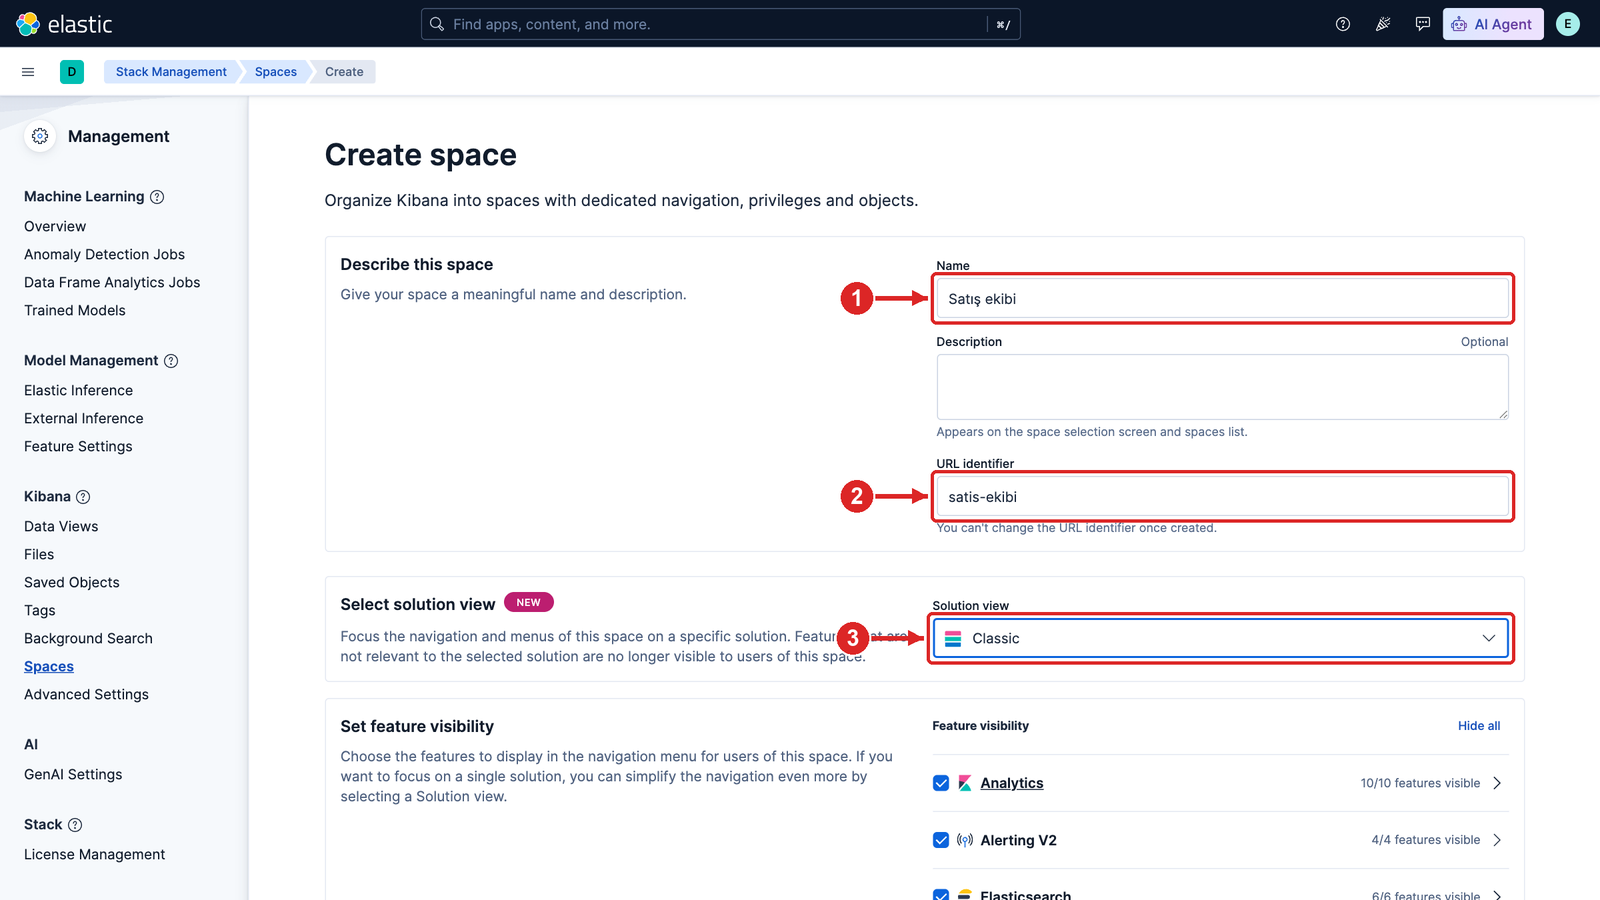 elastic
Find apps, content, and more.
⌘/
AI Agent
E
D
Stack Management
Spaces
Create
Management
Machine Learning
Overview
Anomaly Detection Jobs
Data Frame Analytics Jobs
Trained Models
Model Management
Elastic Inference
External Inference
Feature Settings
Kibana
Data Views
Files
Saved Objects
Tags
Background Search
Spaces
Advanced Settings
AI
GenAI Settings
Stack
License Management
Create space
Organize Kibana into spaces with dedicated navigation, privileges and objects.
Describe this space
Give your space a meaningful name and description.
Name
1
Satış ekibi
Description
Optional
Appears on the space selection screen and spaces list.
URL identifier
2
satis-ekibi
You can't change the URL identifier once created.
Select solution view
NEW
Focus the navigation and menus of this space on a specific solution. are
not relevant to the selected solution are no longer visible to users of this space.
Solution view
3
Classic
Set feature visibility
Choose the features to display in the navigation menu for users of this space. If you
want to focus on a single solution, you can simplify the navigation even more by
selecting a Solution view.
Feature visibility
Hide all
Analytics
10/10 features visible
Alerting V2
4/4 features visible
Elasticsearch
6/6 features visible